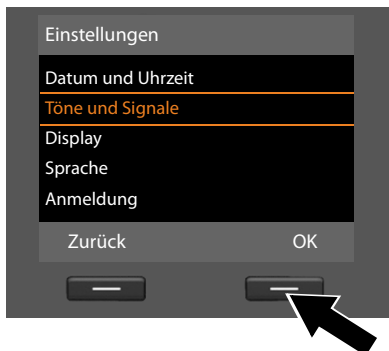 Einstellungen
Datum und Uhrzeit
Töne und Signale
Display
Sprache
Anmeldung
Zurück OK